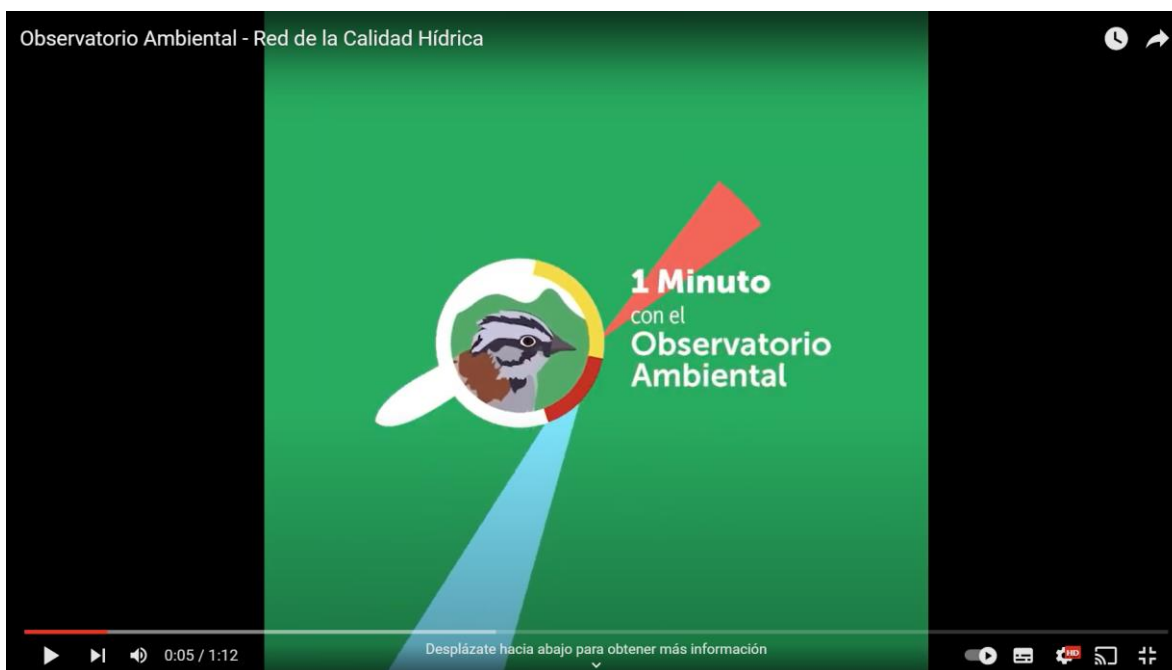 Observatorio Ambiental - Red de la Calidad Hídrica
1 Minuto
con el
Observatorio
Ambiental
Desplázate hacia abajo para obtener más información
0:05 / 1:12
HD